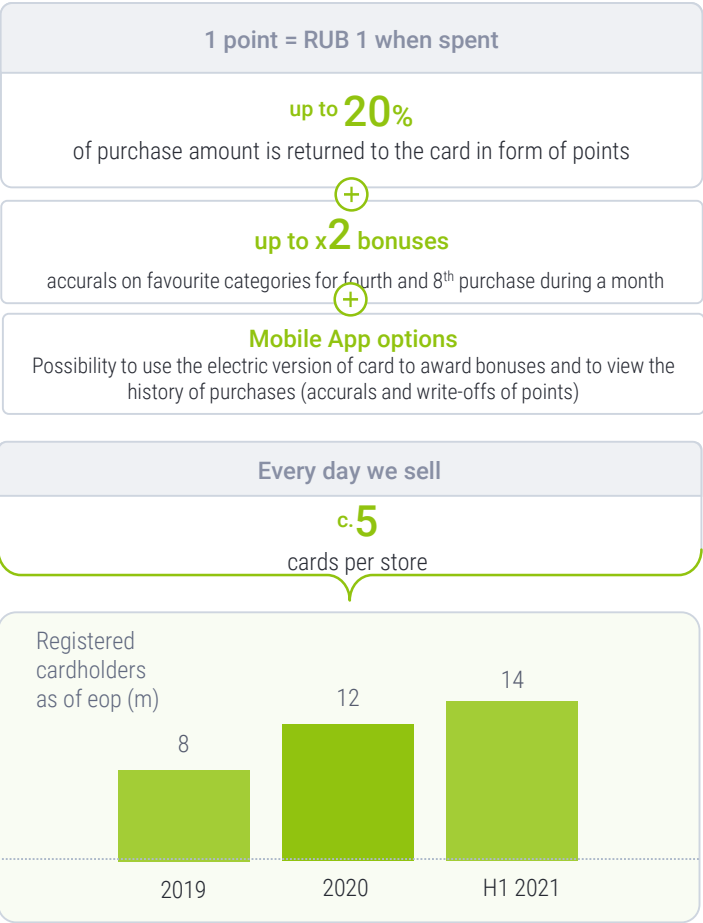 1 point = RUB 1 when spent
up to 20%
of purchase amount is returned to the card in form of points
+
up to x2 bonuses
accurals on favourite categories for fourth and 8th purchase during a month
+
Mobile App options
Possibility to use the electric version of card to award bonuses and to view the
history of purchases (accurals and write-offs of points)
Every day we sell
c.5
cards per store
Registered
cardholders
as of eop (m)
8
12
14
2019
2020
H1 2021